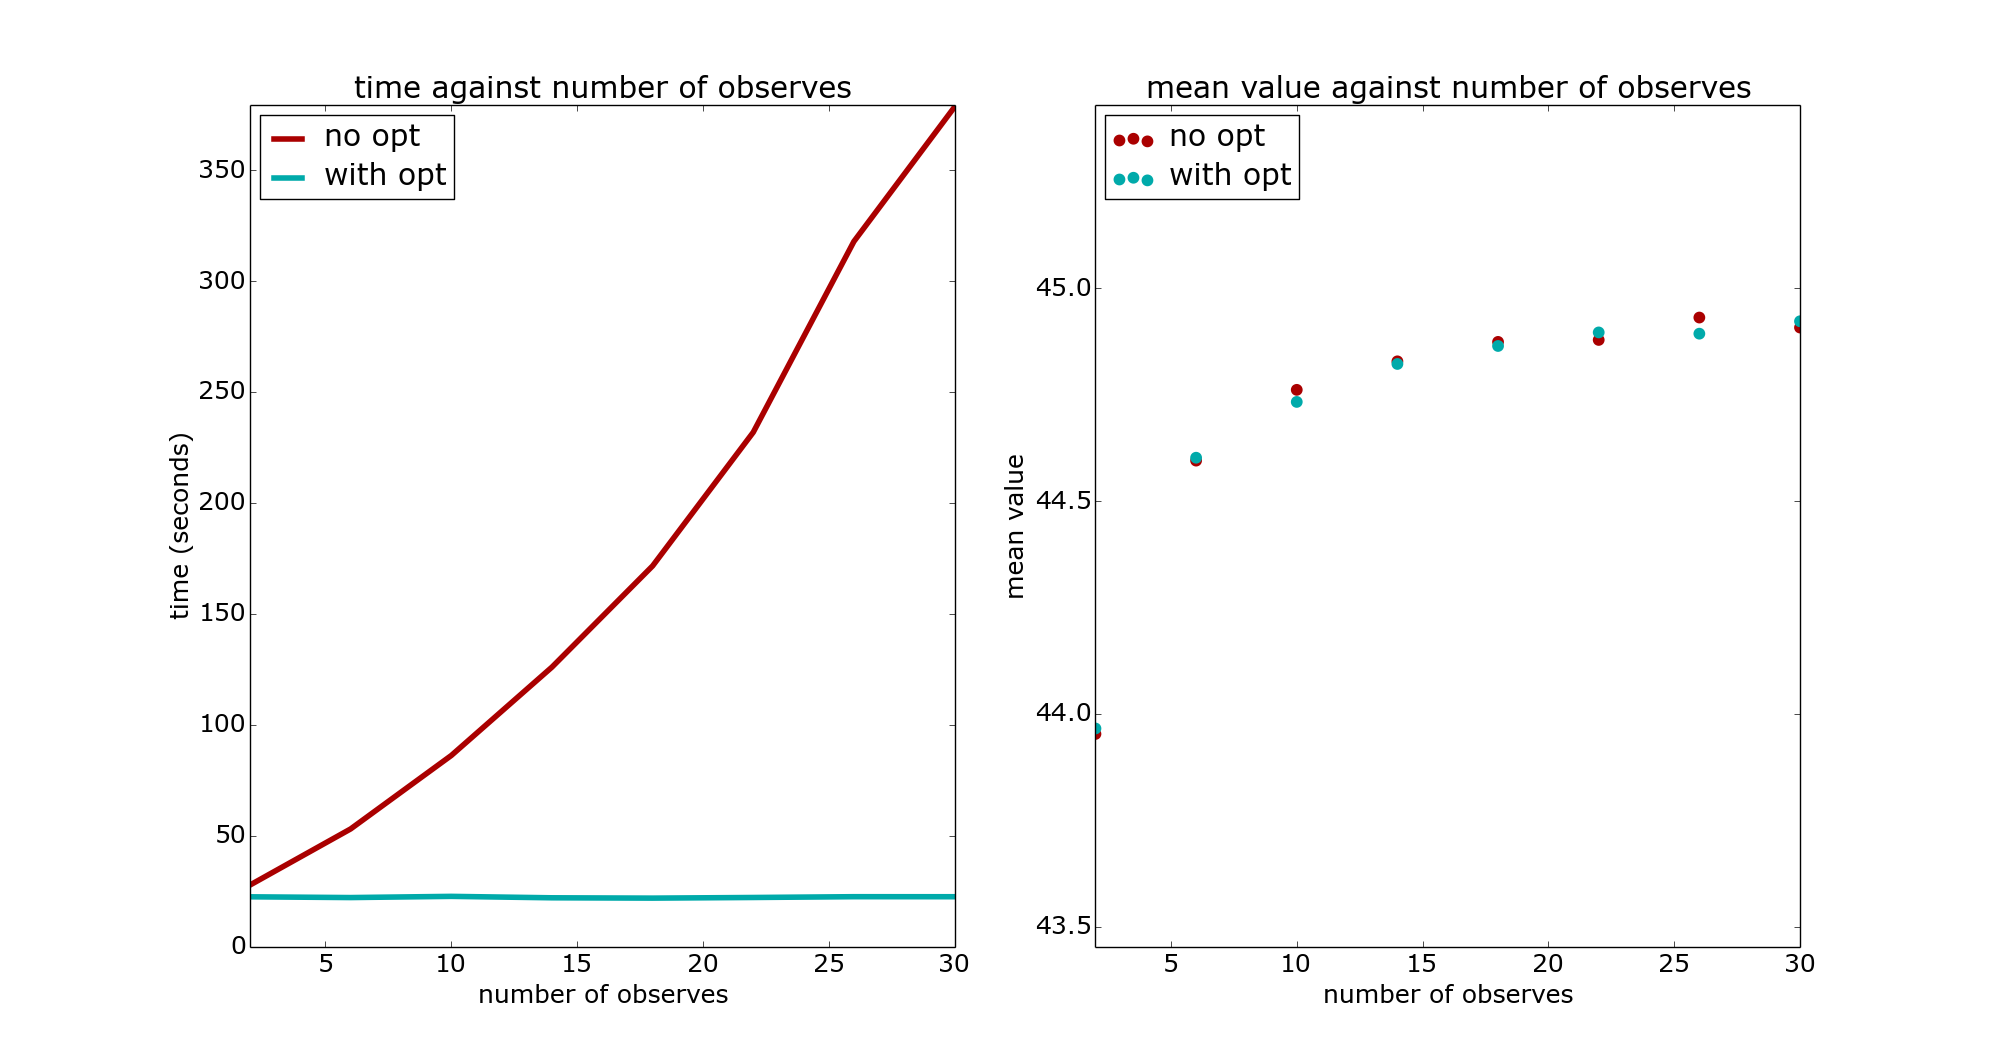 time against number of observes
no opt
with opt
350
300
250
200
150
100
50
0
time (seconds)
5 10 15 20 25 30
number of observes
mean value against number of observes
no opt
with opt
45.0
44.5
44.0
43.5
mean value
5 10 15 20 25 30
number of observes